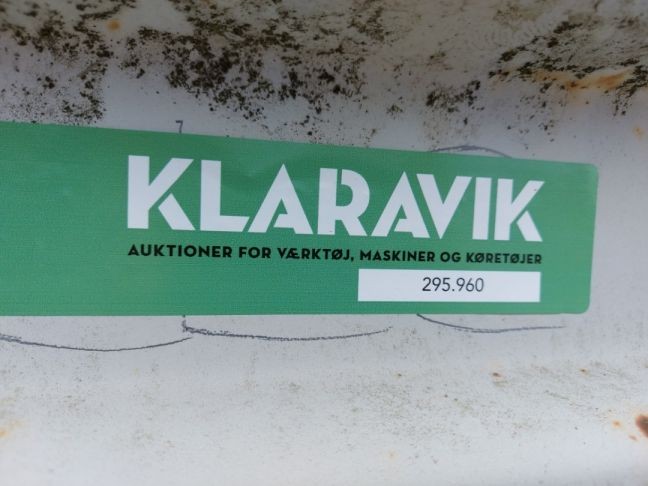 KLARAVIK
AUKTIONER FOR VÆRKTØJ, MASKINER OG KØRETØJER
295.960